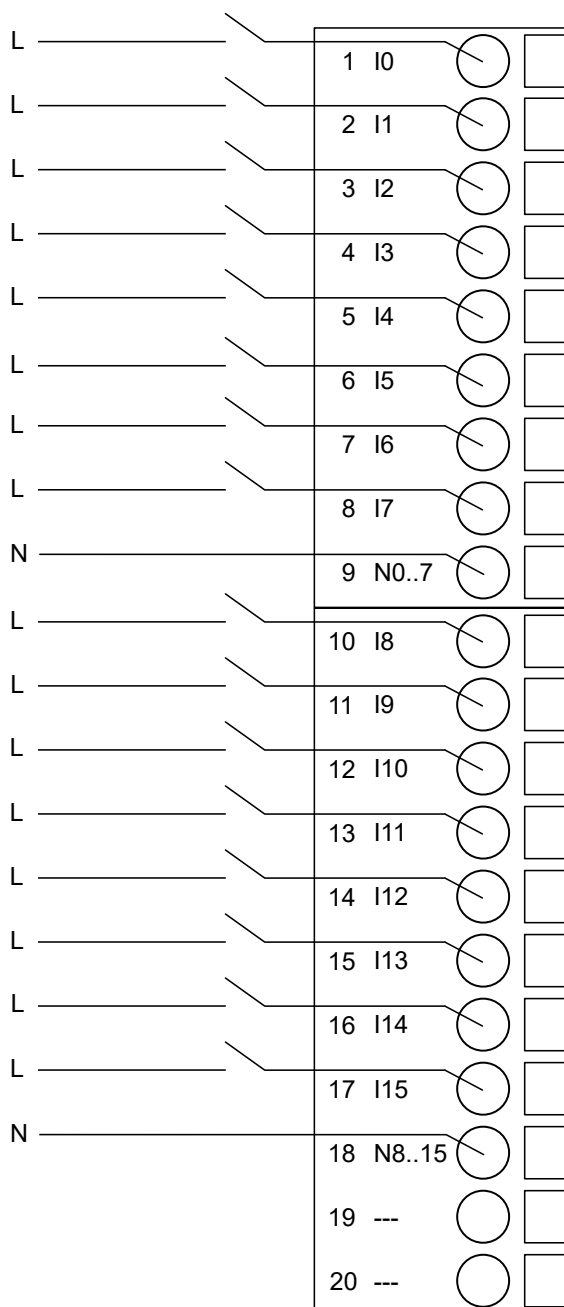 L
1 I0
L
2 I1
L
3 I2
L
4 I3
L
5 I4
L
6 I5
L
7 I6
L
8 I7
N
9 N0..7
L
10 I8
L
11 I9
L
12 I10
L
13 I11
L
14 I12
L
15 I13
L
16 I14
L
17 I15
N
18 N8..15
19 ---
20 ---